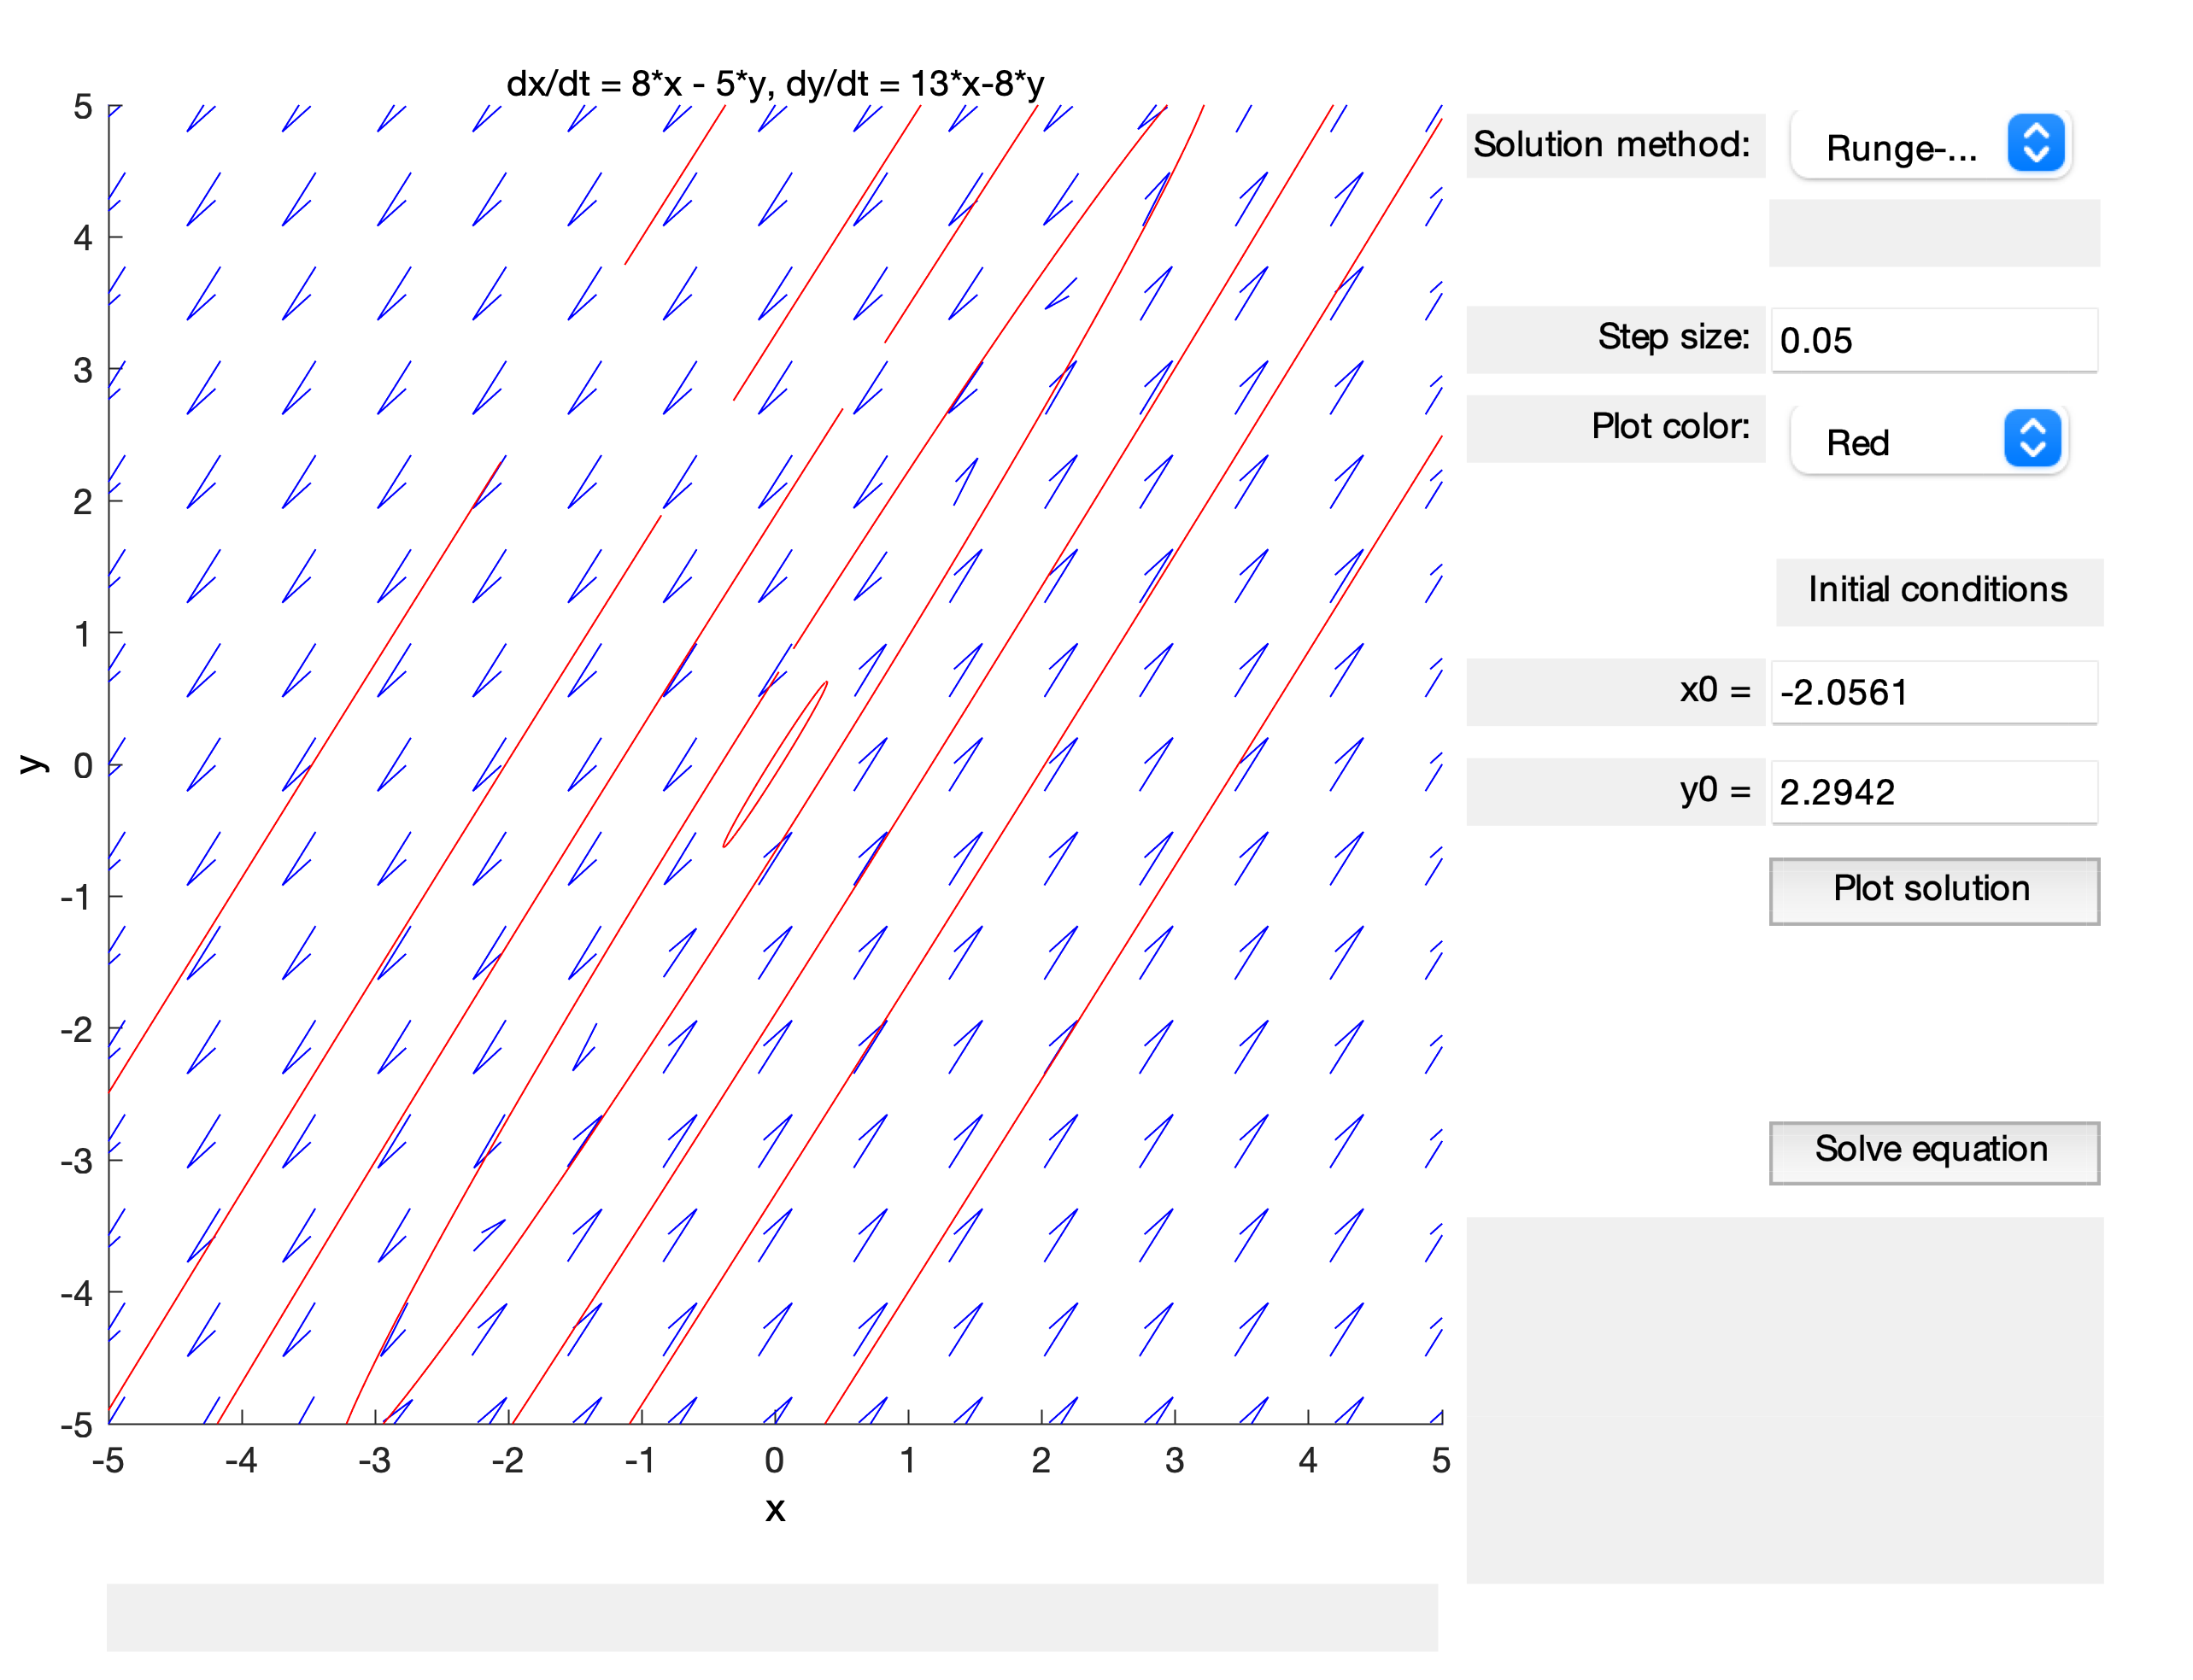 dx/dt = 8*x - 5*y, dy/dt = 13*x-8*y
5
4
3
2
1
0
-1
-2
-3
-4
-5
y
-5 -4 -3 -2 -1 0 1 2 3 4 5
x
Solution method: Runge-...
Step size: 0.05
Plot color: Red
Initial conditions
x0 = -2.0561
y0 = 2.2942
Plot solution
Solve equation